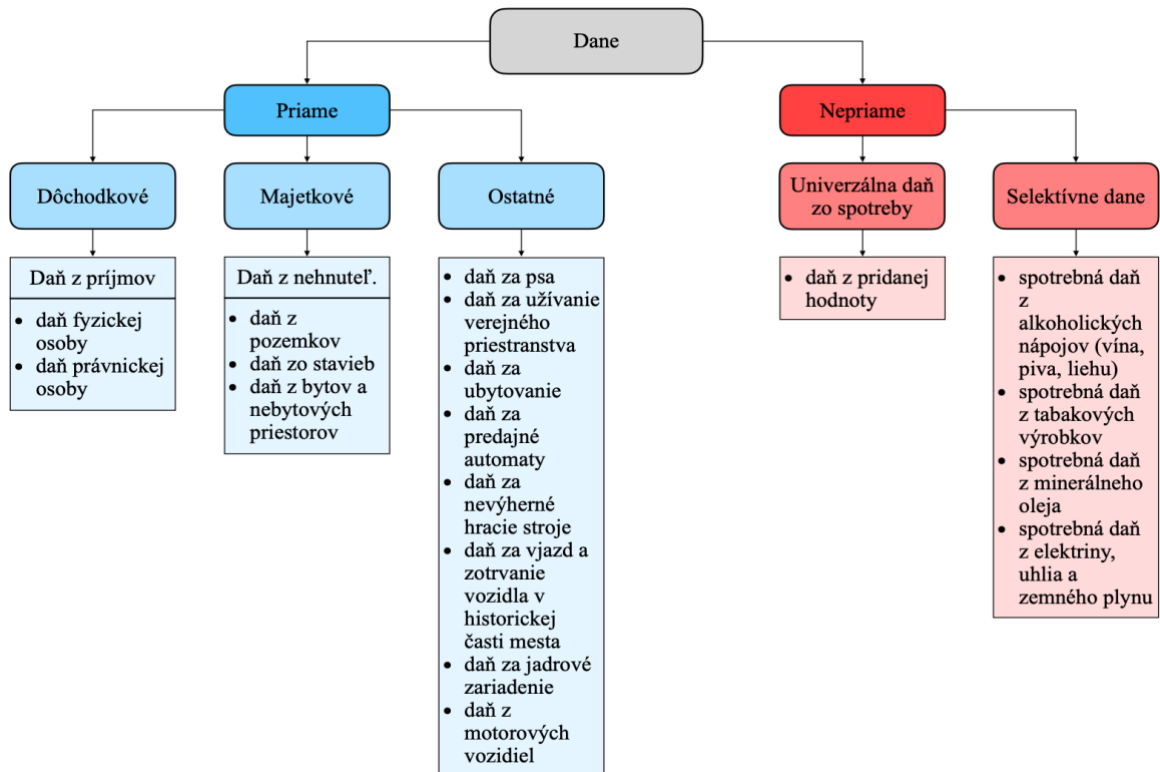 Dane
Priame
Nepriame
Dôchodkové
Majetkové
Ostatné
Univerzálna daň
zo spotreby
Selektívne dane
Daň z príjmov
• daň fyzickej
osoby
• daň právnickej
osoby
Daň z nehnuteľ.
• daň z
pozemkov
• daň zo stavieb
• daň z bytov a
nebytových
priestorov
• daň za psa
• daň za užívanie
verejného
priestranstva
• daň za
ubytovanie
• daň za
predajné
automaty
• daň za
nevýherné
hracie stroje
• daň za vjazd a
zotrvanie
vozidla v
historickej
časti mesta
• daň za jadrové
zariadenie
• daň z
motorových
vozidiel
• daň z pridanej
hodnoty
• spotrebná daň
z
alkoholických
nápojov (vína,
piva, liehu)
• spotrebná daň
z tabakových
výrobkov
• spotrebná daň
z minerálneho
oleja
• spotrebná daň
z elektriny,
uhlia a
zemného plynu